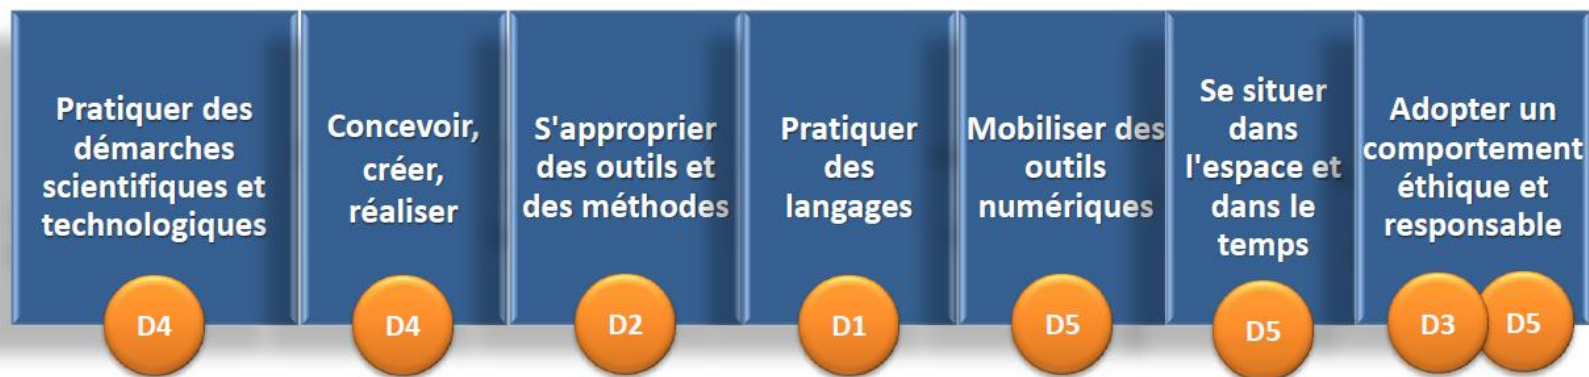 Pratiquer des
démarches
scientifiques et
technologiques
D4
Concevoir,
créer,
réaliser
D4
S'approprier
des outils et
des méthodes
D2
Pratiquer
des
langages
D1
Mobiliser des
outils
numériques
D5
Se situer
dans
l'espace et
dans le
temps
D5
Adopter un
comportement
éthique et
responsable
D3
D5